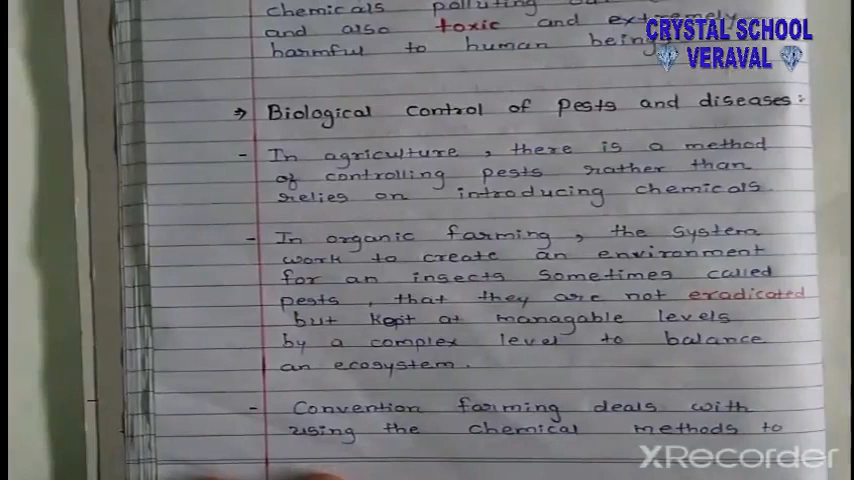 chemicals polluting
and also toxic and extremely
harmful to human being
CRYSTAL SCHOOL
VERAVAL
→ Biological control of pests and diseases:
- In agriculture, there is a method
of controlling pests rather than
relies on introducing chemicals.
- In organic farming, the system
work to create an environment
for an insects sometimes called
pests, that they are not eradicated
but kept at managable levels
by a complex level to balance
an ecosystem.
- Convention farming deals with
using the chemical methods to
XRecorder